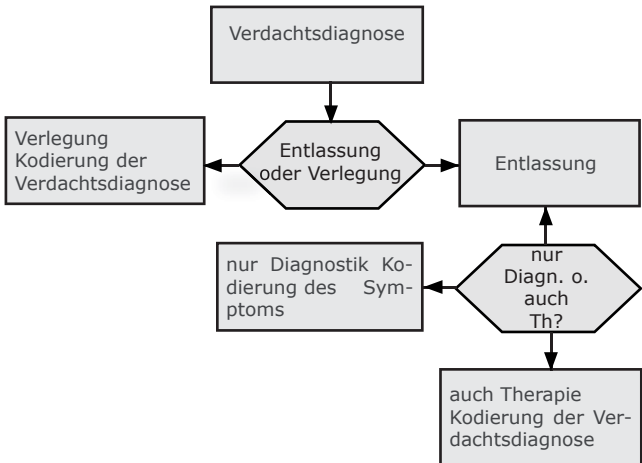 Verdachtsdiagnose
Verlegung
Kodierung der
Verdachtsdiagnose
Entlassung
oder Verlegung
Entlassung
nur Diagnostik Ko-
dierung des Symp-
toms
nur
Diagn. o.
auch
Th?
auch Therapie
Kodierung der Ver-
dachtsdiagnose